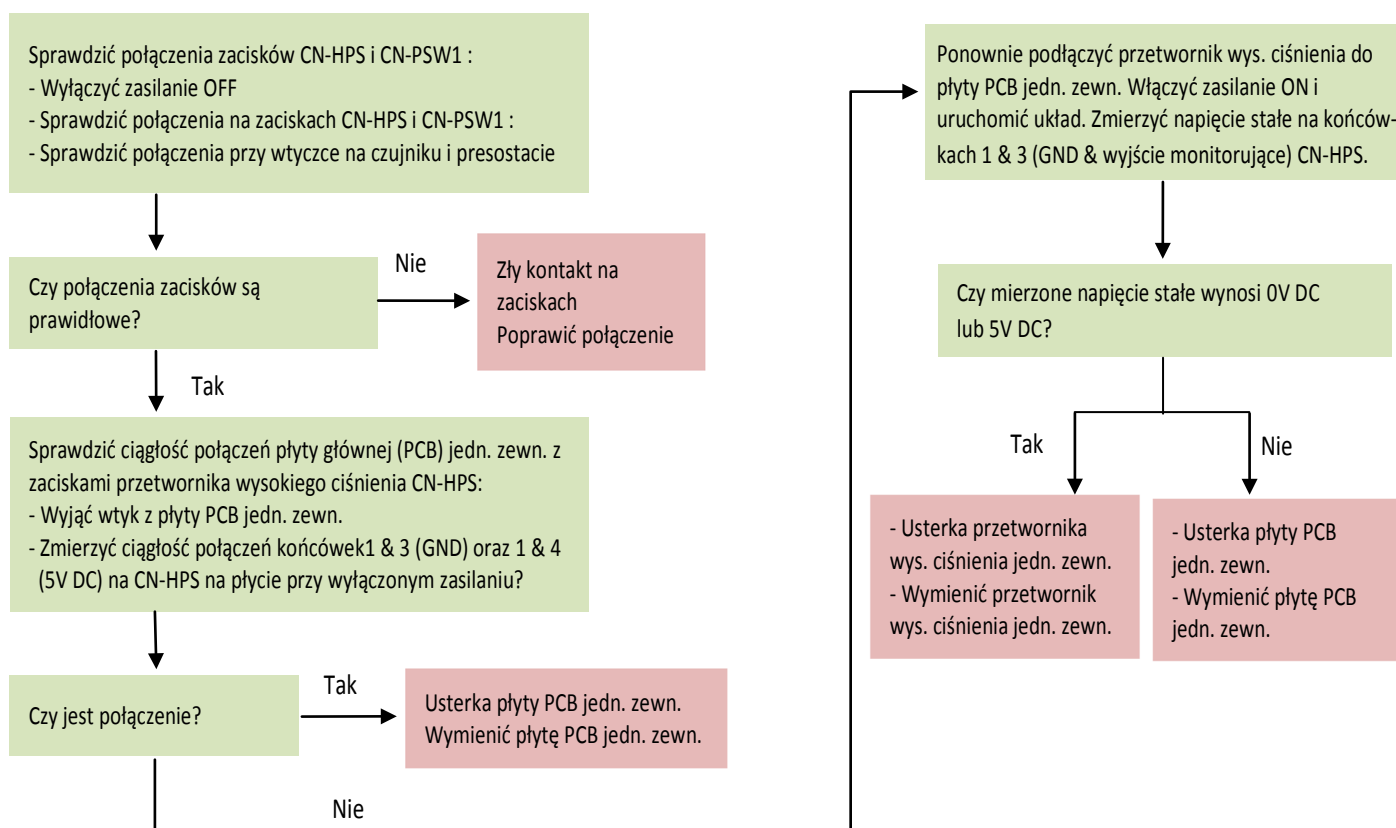 Sprawdzić połączenia zacisków CN-HPS i CN-PSW1 :
- Wyłączyć zasilanie OFF
- Sprawdzić połączenia na zaciskach CN-HPS i CN-PSW1 :
- Sprawdzić połączenia przy wtyczce na czujniku i presostacie
Czy połączenia zacisków są
prawidłowe?
Nie
Zły kontakt na
zaciskach
Poprawić połączenie
Tak
Sprawdzić ciągłość połączeń płyty głównej (PCB) jedn. zewn. z
zaciskami przetwornika wysokiego ciśnienia CN-HPS:
- Wyjąć wtyk z płyty PCB jedn. zewn.
- Zmierzyć ciągłość połączeń końcówek1 & 3 (GND) oraz 1 & 4
(5V DC) na CN-HPS na płycie przy wyłączonym zasilaniu?
Czy jest połączenie?
Tak
Usterka płyty PCB jedn. zewn.
Wymienić płytę PCB jedn. zewn.
Nie
Ponownie podłączyć przetwornik wys. ciśnienia do
płyty PCB jedn. zewn. Włączyć zasilanie ON i
uruchomić układ. Zmierzyć napięcie stałe na końców-
kach 1 & 3 (GND & wyjście monitorujące) CN-HPS.
Czy mierzone napięcie stałe wynosi 0V DC
lub 5V DC?
Tak
Nie
- Usterka przetwornika
wys. ciśnienia jedn. zewn.
- Wymienić przetwornik
wys. ciśnienia jedn. zewn.
- Usterka płyty PCB
jedn. zewn.
- Wymienić płytę PCB
jedn. zewn.